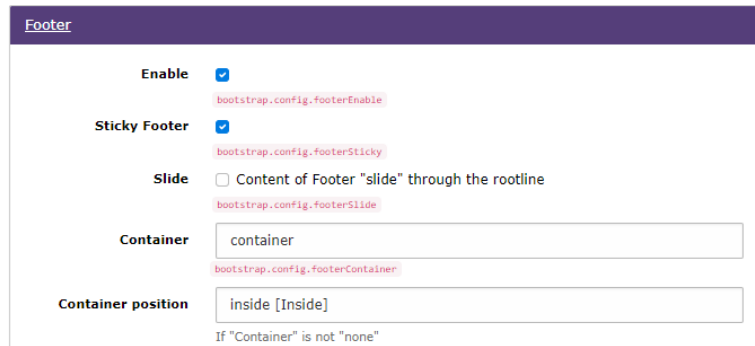 Footer
Enable
bootstrap.config.footerEnable
Sticky Footer
bootstrap.config.footerSticky
Slide Content of Footer "slide" through the rootline
bootstrap.config.footerSlide
Container container
bootstrap.config.footerContainer
Container position inside [Inside]
If "Container" is not "none"